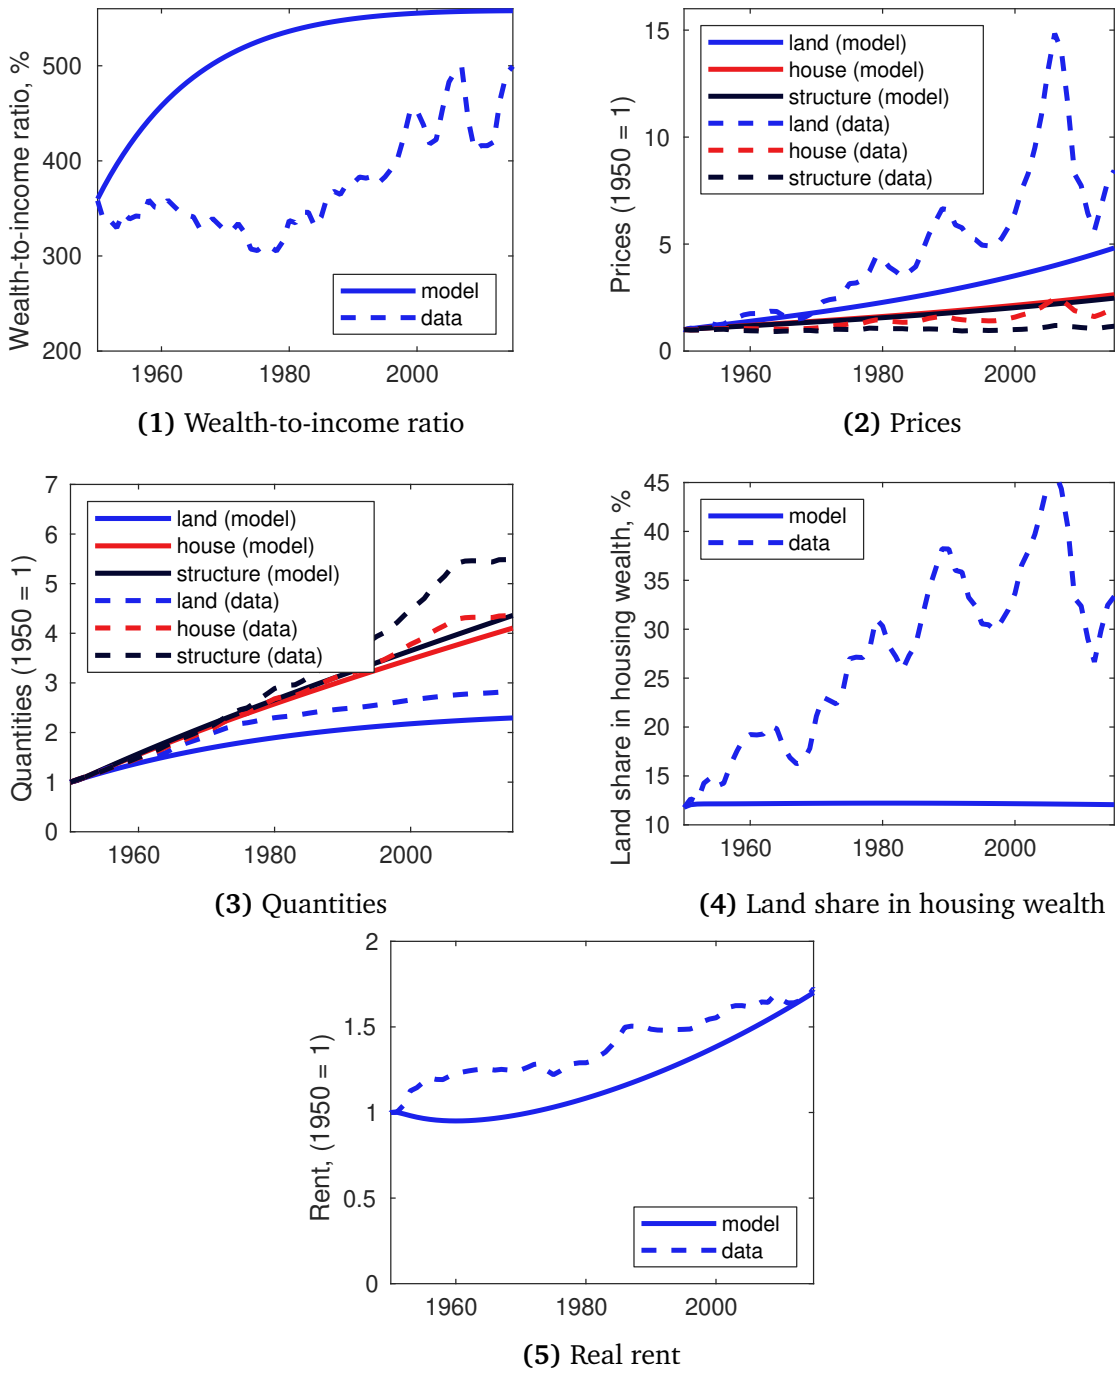 Wealth-to-income ratio, %
500
400
300
200
1960
1980
2000
model
data
(1) Wealth-to-income ratio
Prices (1950 = 1)
15
10
5
0
1960
1980
2000
land (model)
house (model)
structure (model)
land (data)
house (data)
structure (data)
(2) Prices
Quantities (1950 = 1)
7
6
5
4
3
2
1
0
1960
1980
2000
land (model)
house (model)
structure (model)
land (data)
house (data)
structure (data)
(3) Quantities
Land share in housing wealth, %
45
40
35
30
25
20
15
10
1960
1980
2000
model
data
(4) Land share in housing wealth
Rent, (1950 = 1)
2
1.5
1
0.5
0
1960
1980
2000
model
data
(5) Real rent